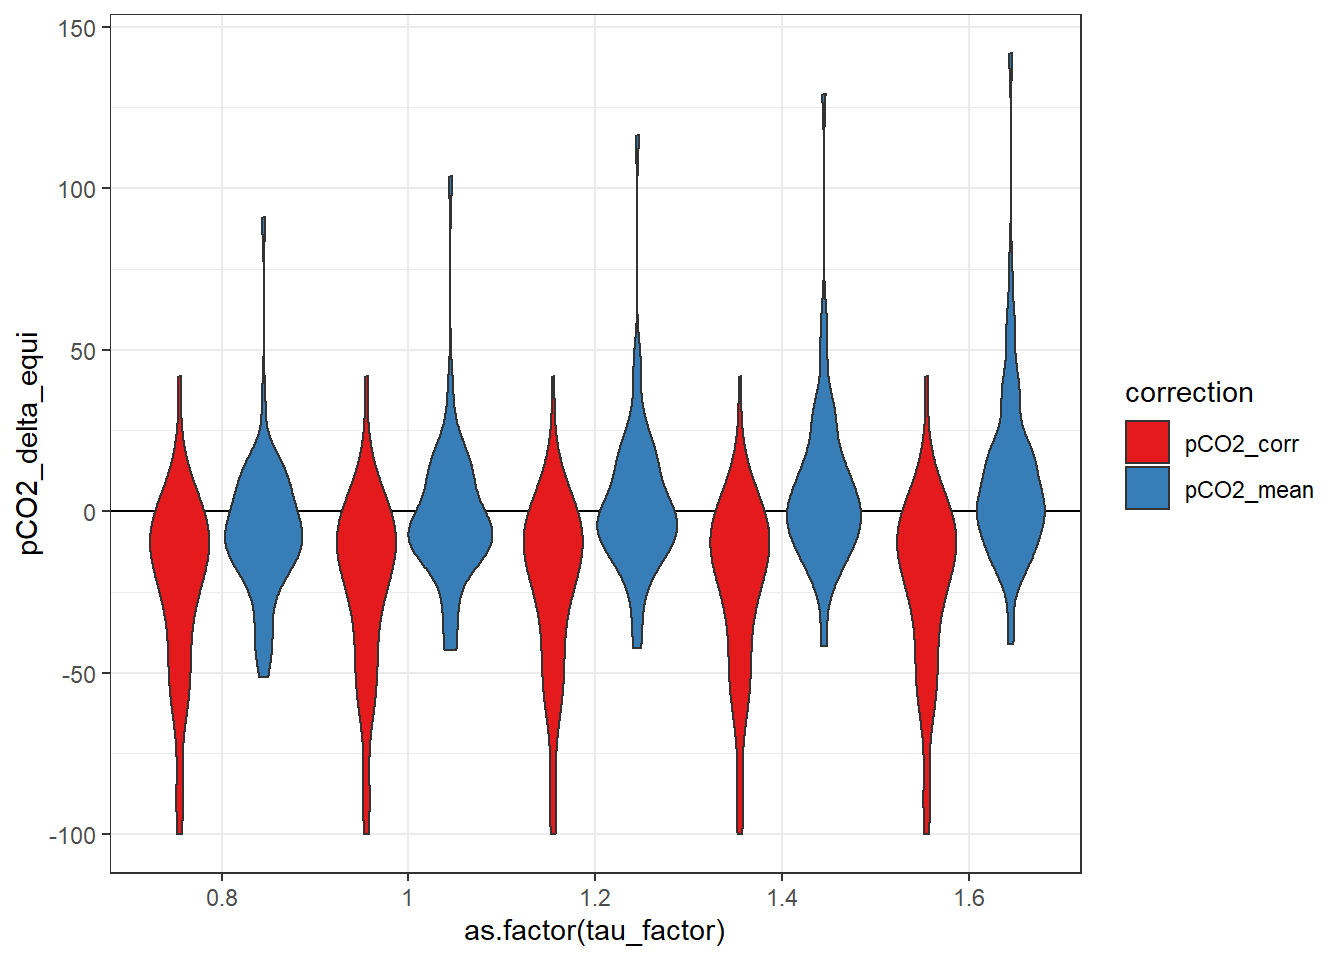 150
100
50
0
-50
-100
pCO2_delta_equi
0.8 1 1.2 1.4 1.6
as.factor(tau_factor)
correction
pCO2_corr
pCO2_mean